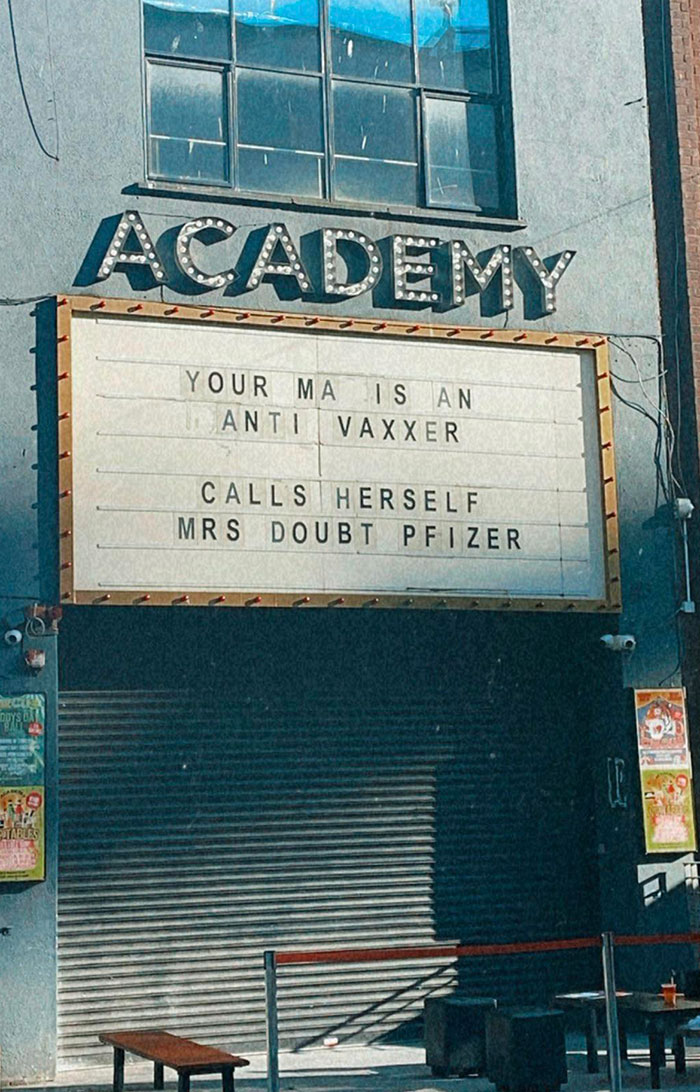 ACADEMY
YOUR MA IS AN
ANTI VAXXER
CALLS HERSELF
MRS DOUBT PFIZER